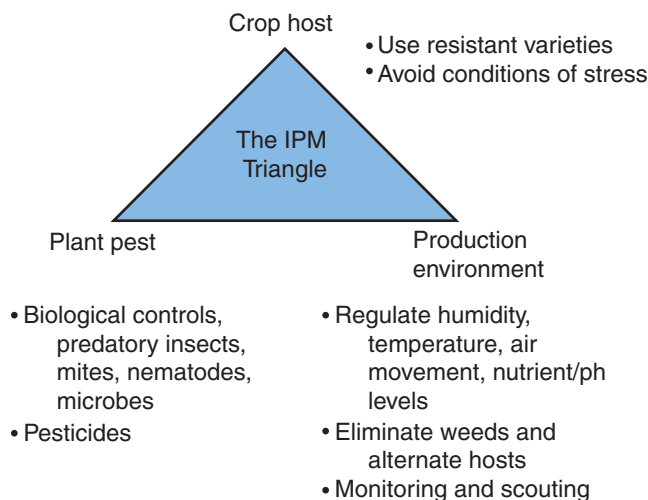 Crop host
• Use resistant varieties
• Avoid conditions of stress
The IPM
Triangle
Plant pest
Production
environment
• Biological controls,
predatory insects,
mites, nematodes,
microbes
• Pesticides
• Regulate humidity,
temperature, air
movement, nutrient/ph
levels
• Eliminate weeds and
alternate hosts
• Monitoring and scouting